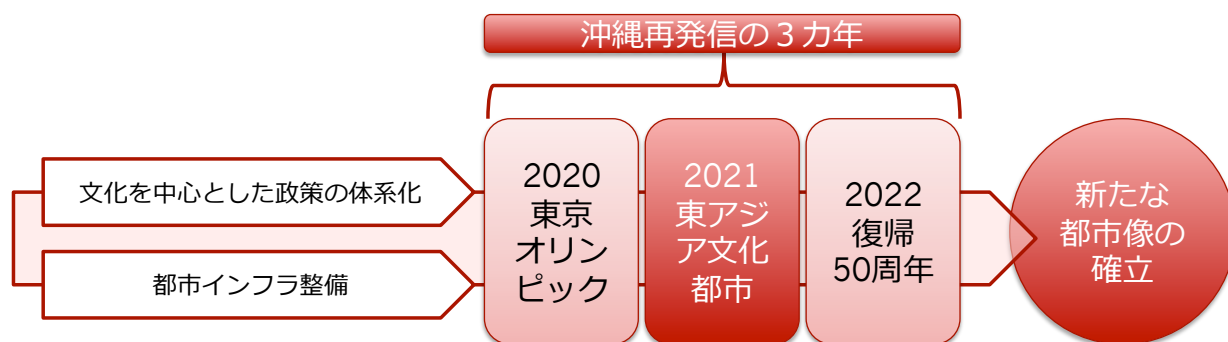 沖縄再発信の３カ年
文化を中心とした政策の体系化
都市インフラ整備
2020
東京
オリン
ピック
2021
東アジ
ア文化
都市
2022
復帰
50周年
新たな
都市像の
確立